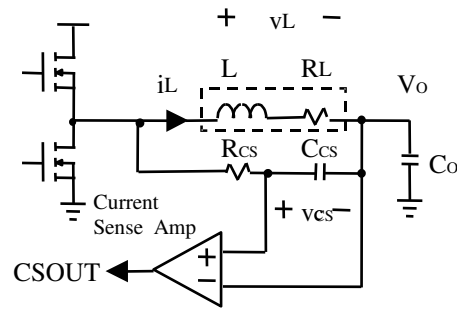 + vL −
iL L RL VO
RCS CCS CO
+ vcs −
Current
Sense Amp
CSOUT + −